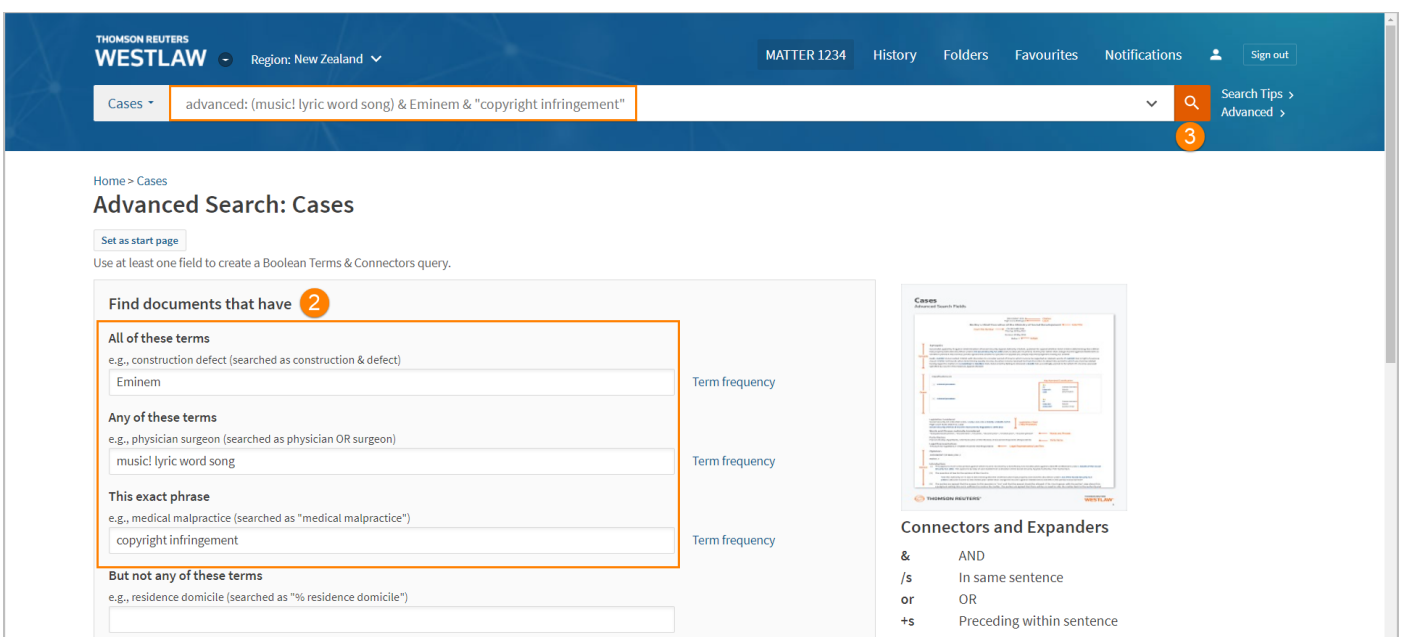 THOMSON REUTERS
WESTLAW
Region: New Zealand
MATTER 1234
History
Folders
Favourites
Notifications
Sign out
Cases
advanced: (music! lyric word song) & Eminem & "copyright infringement"
Search Tips >
Advanced >
3
Home > Cases
Advanced Search: Cases
Set as start page
Use at least one field to create a Boolean Terms & Connectors query.
Find documents that have 2
All of these terms
e.g., construction defect (searched as construction & defect)
Eminem
Term frequency
Any of these terms
e.g., physician surgeon (searched as physician OR surgeon)
music! lyric word song
Term frequency
This exact phrase
e.g., medical malpractice (searched as "medical malpractice")
copyright infringement
Term frequency
But not any of these terms
e.g., residence domicile (searched as "% residence domicile")
Cases
Advanced Search Fields
THOMSON REUTERS
WESTLAW
Connectors and Expanders
& AND
/s In same sentence
or OR
+s Preceding within sentence